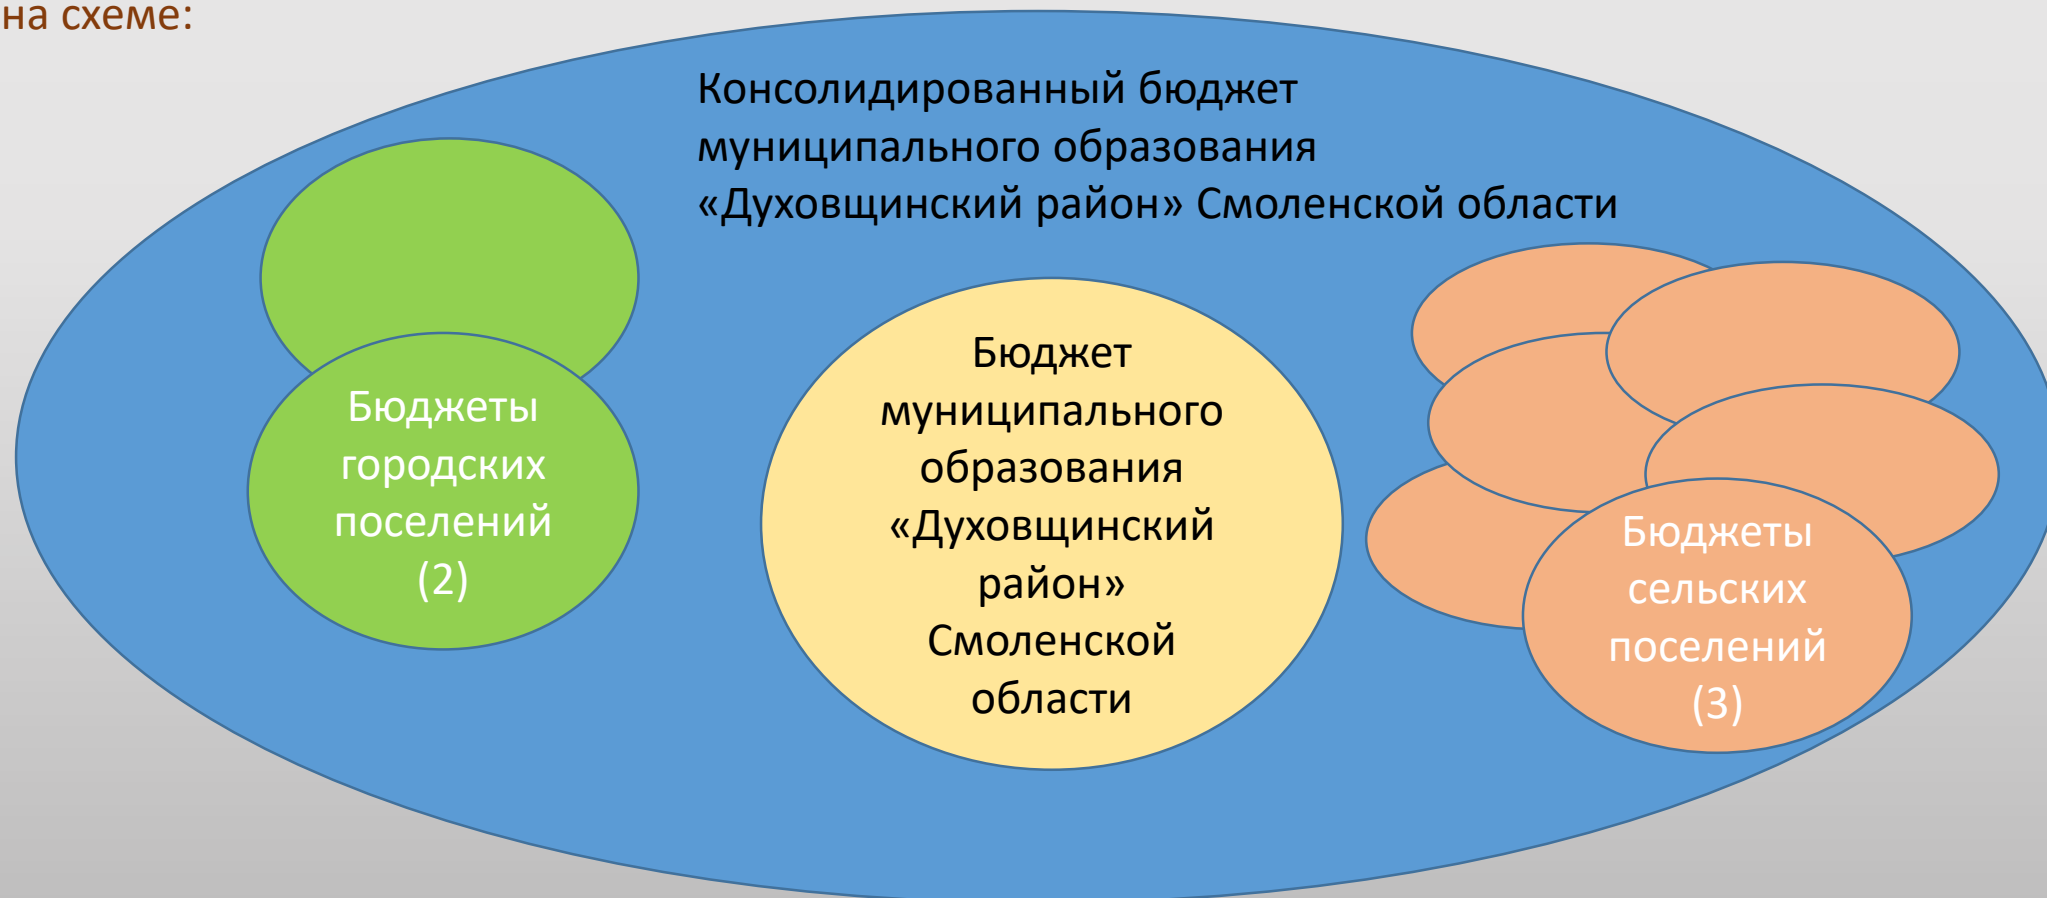 на схеме:
Консолидированный бюджет
муниципального образования
«Духовщинский район» Смоленской области
Бюджеты
городских
поселений
(2)
Бюджет
муниципального
образования
«Духовщинский
район»
Смоленской
области
Бюджеты
сельских
поселений
(3)